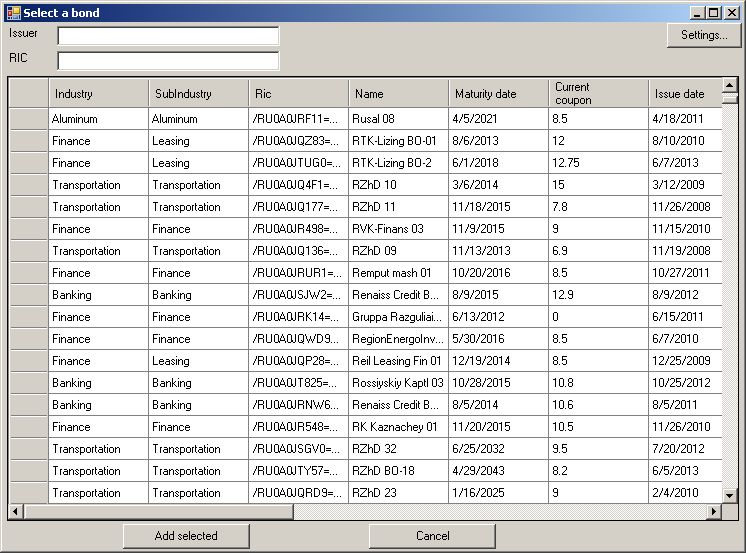 Select a bond
Issuer
Settings...
RIC
Industry SubIndustry Ric Name Maturity date Current coupon Issue date
Aluminum Aluminum /RU0A0JRF11=... Rusal 08 4/5/2021 8.5 4/18/2011
Finance Leasing /RU0A0JQZ83=... RTK-Lizing BO-01 8/6/2013 12 8/10/2010
Finance Leasing /RU0A0JTUG0=... RTK-Lizing BO-2 6/1/2018 12.75 6/7/2013
Transportation Transportation /RU0A0JQ4F1=... RZhD 10 3/6/2014 15 3/12/2009
Transportation Transportation /RU0A0JQ177=... RZhD 11 11/18/2015 7.8 11/26/2008
Finance Finance /RU0A0JR498=... RVK-Finans 03 11/9/2015 9 11/15/2010
Transportation Transportation /RU0A0JQ136=... RZhD 09 11/13/2013 6.9 11/19/2008
Finance Finance /RU0A0JRUR1=... Remput mash 01 10/20/2016 8.5 10/27/2011
Banking Banking /RU0A0JSJW2=... Renaiss Credit B... 8/9/2015 12.9 8/9/2012
Finance Finance /RU0A0JRK14=... Gruppa Razguliai... 6/13/2012 0 6/15/2011
Finance Finance /RU0A0JQWD9... RegionEnergoInv... 5/30/2016 8.5 6/7/2010
Finance Leasing /RU0A0JQP28=... Reil Leasing Fin 01 12/19/2014 8.5 12/25/2009
Banking Banking /RU0A0JT825=... Rossiyskiy Kaptl 03 10/28/2015 10.8 10/25/2012
Banking Banking /RU0A0JRNW6... Renaiss Credit B... 8/5/2014 10.6 8/5/2011
Finance Finance /RU0A0JR548=... RK Kaznachey 01 11/20/2015 10.5 11/26/2010
Transportation Transportation /RU0A0JSGV0=... RZhD 32 6/25/2032 9.5 7/20/2012
Transportation Transportation /RU0A0JTY57=... RZhD BO-18 4/29/2043 8.2 6/5/2013
Transportation Transportation /RU0A0JQRD9=... RZhD 23 1/16/2025 9 2/4/2010
Add selected Cancel